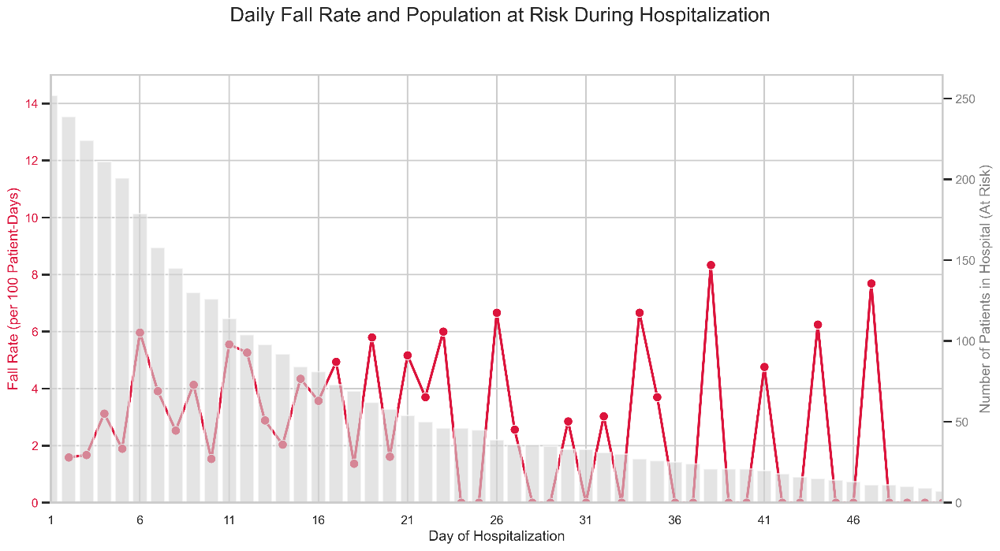 Daily Fall Rate and Population at Risk During Hospitalization
Fall Rate (per 100 Patient-Days)
14
12
10
8
6
4
2
0
250
200
150
100
50
0
Number of Patients in Hospital (At Risk)
1 6 11 16 21 26 31 36 41 46
Day of Hospitalization